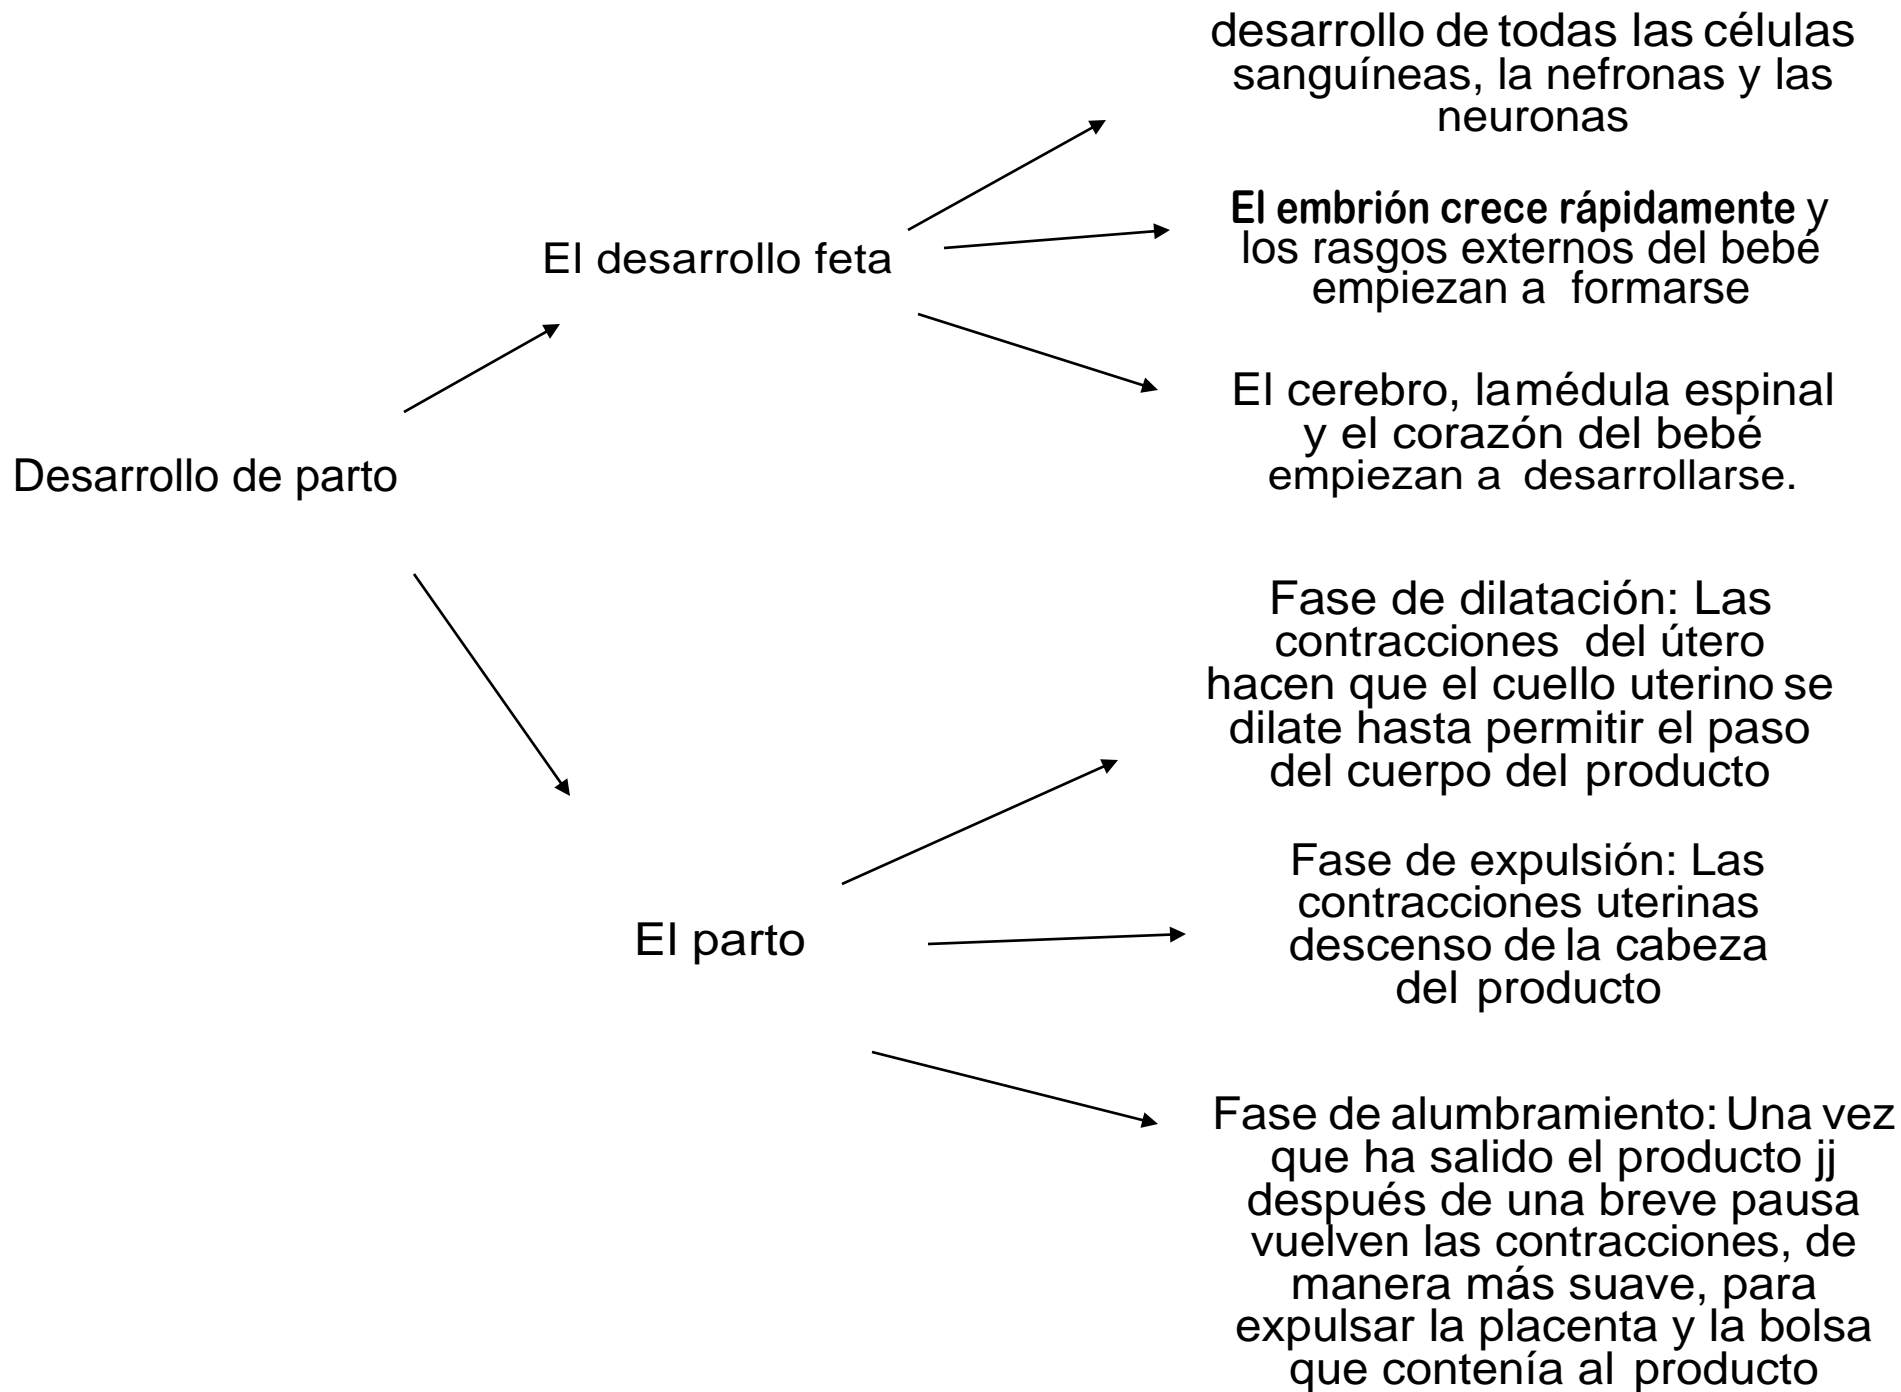 desarrollo de todas las células
sanguíneas, la nefronas y las
neuronas
El embrión crece rápidamente y
los rasgos externos del bebé
empiezan a formarse
El desarrollo feta
El cerebro, lamédula espinal
y el corazón del bebé
empiezan a desarrollarse.
Desarrollo de parto
Fase de dilatación: Las
contracciones del útero
hacen que el cuello uterino se
dilate hasta permitir el paso
del cuerpo del producto
Fase de expulsión: Las
contracciones uterinas
descenso de la cabeza
del producto
El parto
Fase de alumbramiento: Una vez
que ha salido el producto jj
después de una breve pausa
vuelven las contracciones, de
manera más suave, para
expulsar la placenta y la bolsa
que contenía al producto